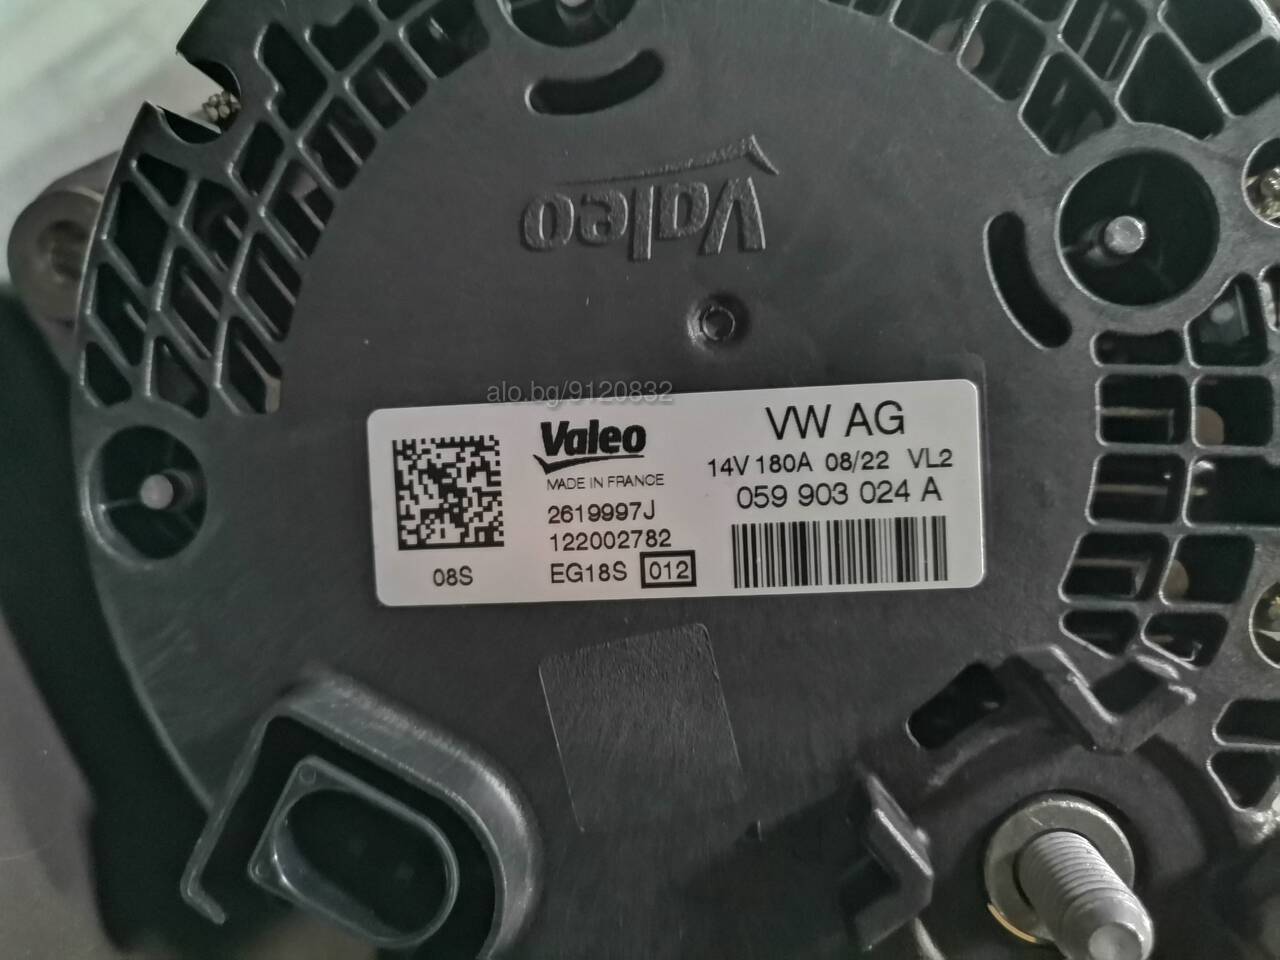 Valeo
alo.bg/9120832
Valeo
MADE IN FRANCE
2619997J
122002782
EG18S 012
08S
VW AG
14V 180A 08/22 VL2
059 903 024 A